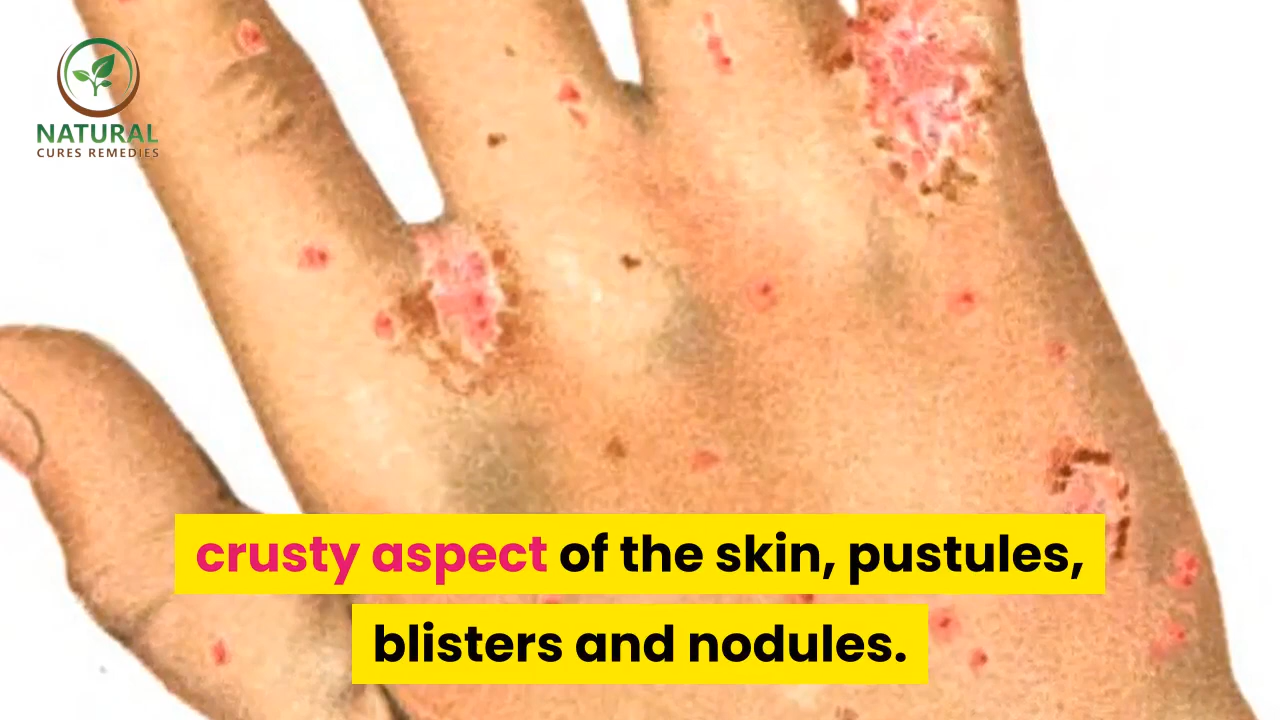 NATURAL
CURES REMEDIES
crusty aspect of the skin, pustules,
blisters and nodules.